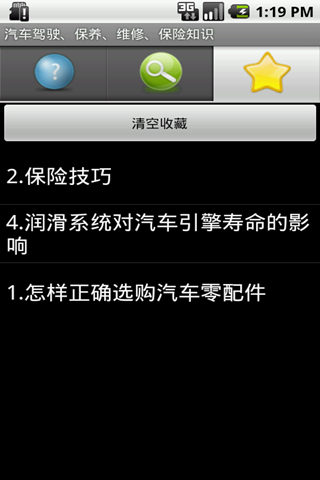 3G
1:19 PM
汽车驾驶、保养、维修、保险知识
?
清空收藏
2.保险技巧
4.润滑系统对汽车引擎寿命的影
响
1.怎样正确选购汽车零配件